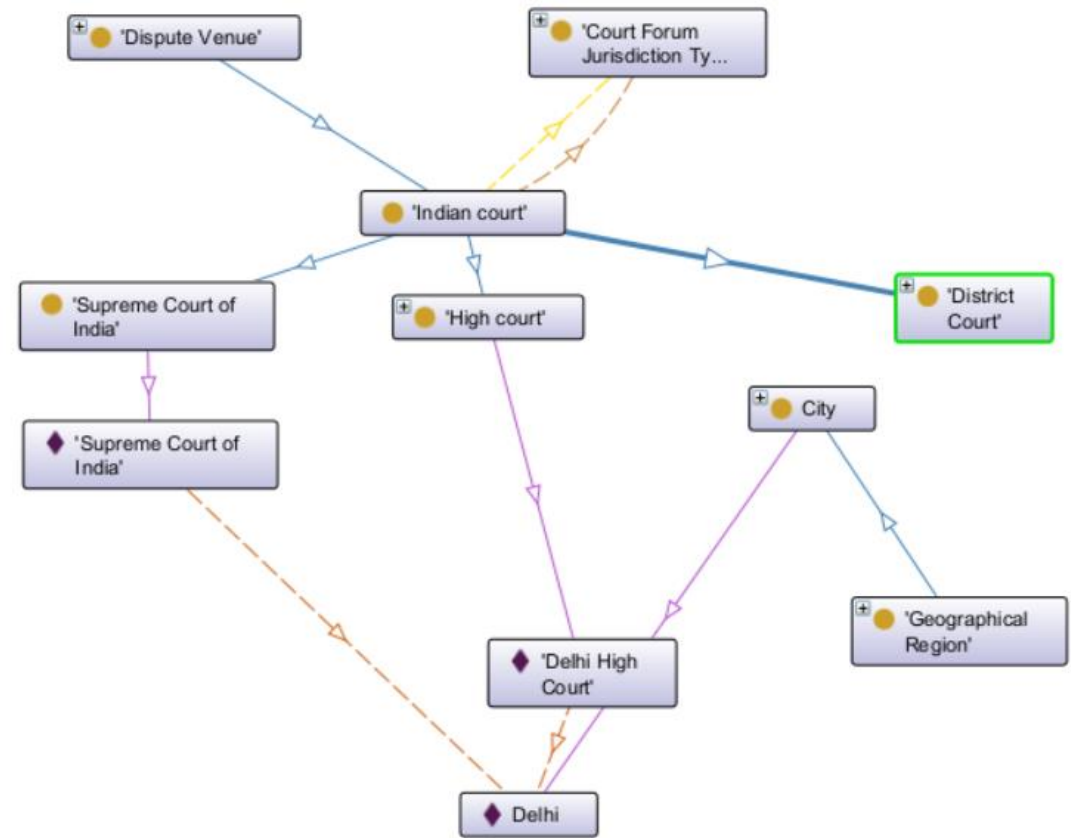 'Dispute Venue'
'Court Forum
Jurisdiction Ty...
'Indian court'
'Supreme Court of
India'
'High court'
'District
Court'
City
'Supreme Court of
India'
'Geographical
Region'
'Delhi High
Court'
Delhi